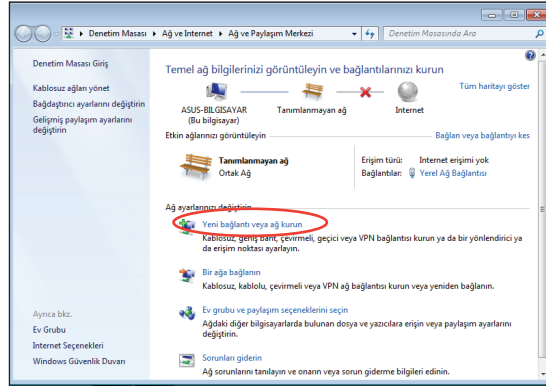 Denetim Masası Ağ ve Internet Ağ ve Paylaşım Merkezi Denetim Masasında Ara
Denetim Masası Giriş
Kablosuz ağları yönet
Bağdaştırıcı ayarlarını değiştirin
Gelişmiş paylaşım ayarlarını
değiştirin
Temel ağ bilgilerinizi görüntüleyin ve bağlantılarınızı kurun
Tüm haritayı göster
ASUS-BILGISAYAR Tanımlanmayan ağ Internet
(Bu bilgisayar)
Etkin ağlarınızı görüntüleyin Bağlan veya bağlantıyı kes
Tanımlanmayan ağ Erişim türü: Internet erişimi yok
Ortak Ağ Bağlantılar: Yerel Ağ Bağlantısı
Ağ ayarlarınızı değiştirin
Yeni bağlantı veya ağ kurun
Kablosuz, geniş bant, çevirmeli, geçici veya VPN bağlantısı kurun ya da bir yönlendirici ya
da erişim noktası ayarlayın.
Bir ağa bağlanın
Kablosuz, kablolu, çevirmeli veya VPN ağ bağlantısı kurun veya yeniden bağlanın.
Ev grubu ve paylaşım seçeneklerini seçin
Ağdaki diğer bilgisayarlarda bulunan dosya ve yazıcılara erişin veya paylaşım ayarlarını
değiştirin.
Sorunları giderin
Ağ sorunlarını tanılayın ve onarın veya sorun giderme bilgileri edinin.
Ayrıca bkz.
Ev Grubu
Internet Seçenekleri
Windows Güvenlik Duvarı